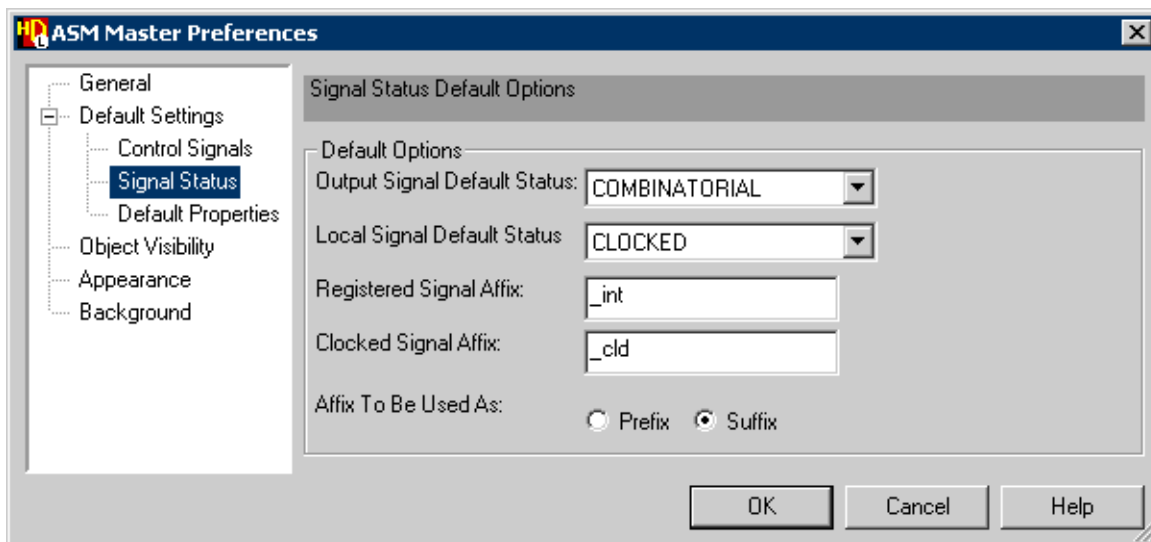 ASM Master Preferences
General
Default Settings
Control Signals
Signal Status
Default Properties
Object Visibility
Appearance
Background
Signal Status Default Options
Default Options
Output Signal Default Status: COMBINATORIAL
Local Signal Default Status CLOCKED
Registered Signal Affix: _int
Clocked Signal Affix: _cld
Affix To Be Used As: Prefix Suffix
OK Cancel Help